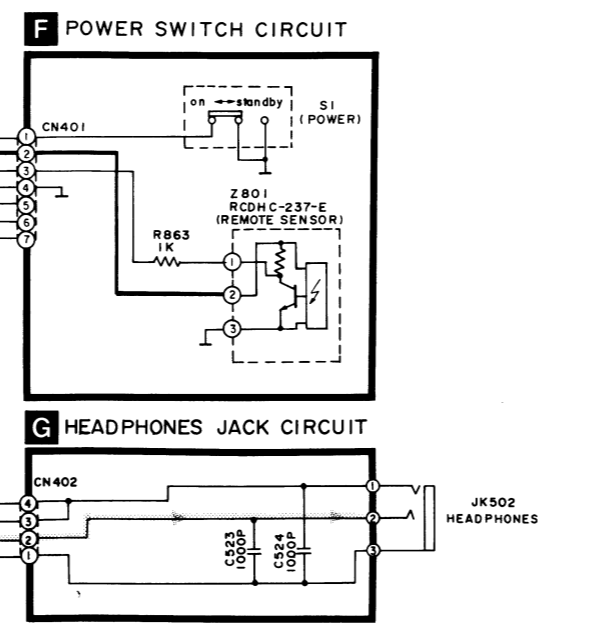 F POWER SWITCH CIRCUIT
on standby
S1
(POWER)
CN401
1
2
3
4
5
6
7
Z801
RCDHC-237-E
(REMOTE SENSOR)
R863
1K
1
2
3
G HEADPHONES JACK CIRCUIT
CN402
4
3
2
1
C523
1000P
C524
1000P
1
2
3
JK502
HEADPHONES